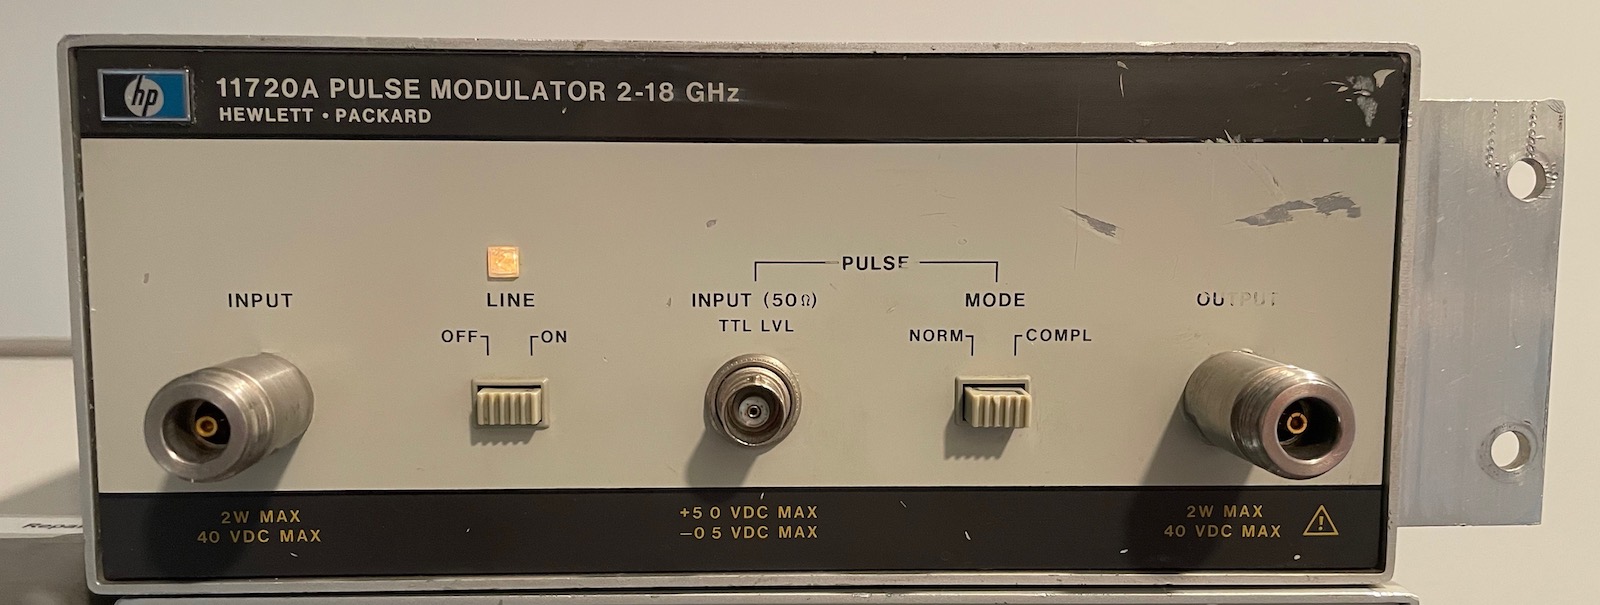 hp
11720A PULSE MODULATOR 2-18 GHz
HEWLETT • PACKARD
PULSE
INPUT
LINE
INPUT (50Ω)
MODE
OUTPUT
TTL LVL
OFF
ON
NORM
COMPL
2W MAX
40 VDC MAX
+5 0 VDC MAX
−0 5 VDC MAX
2W MAX
40 VDC MAX
!